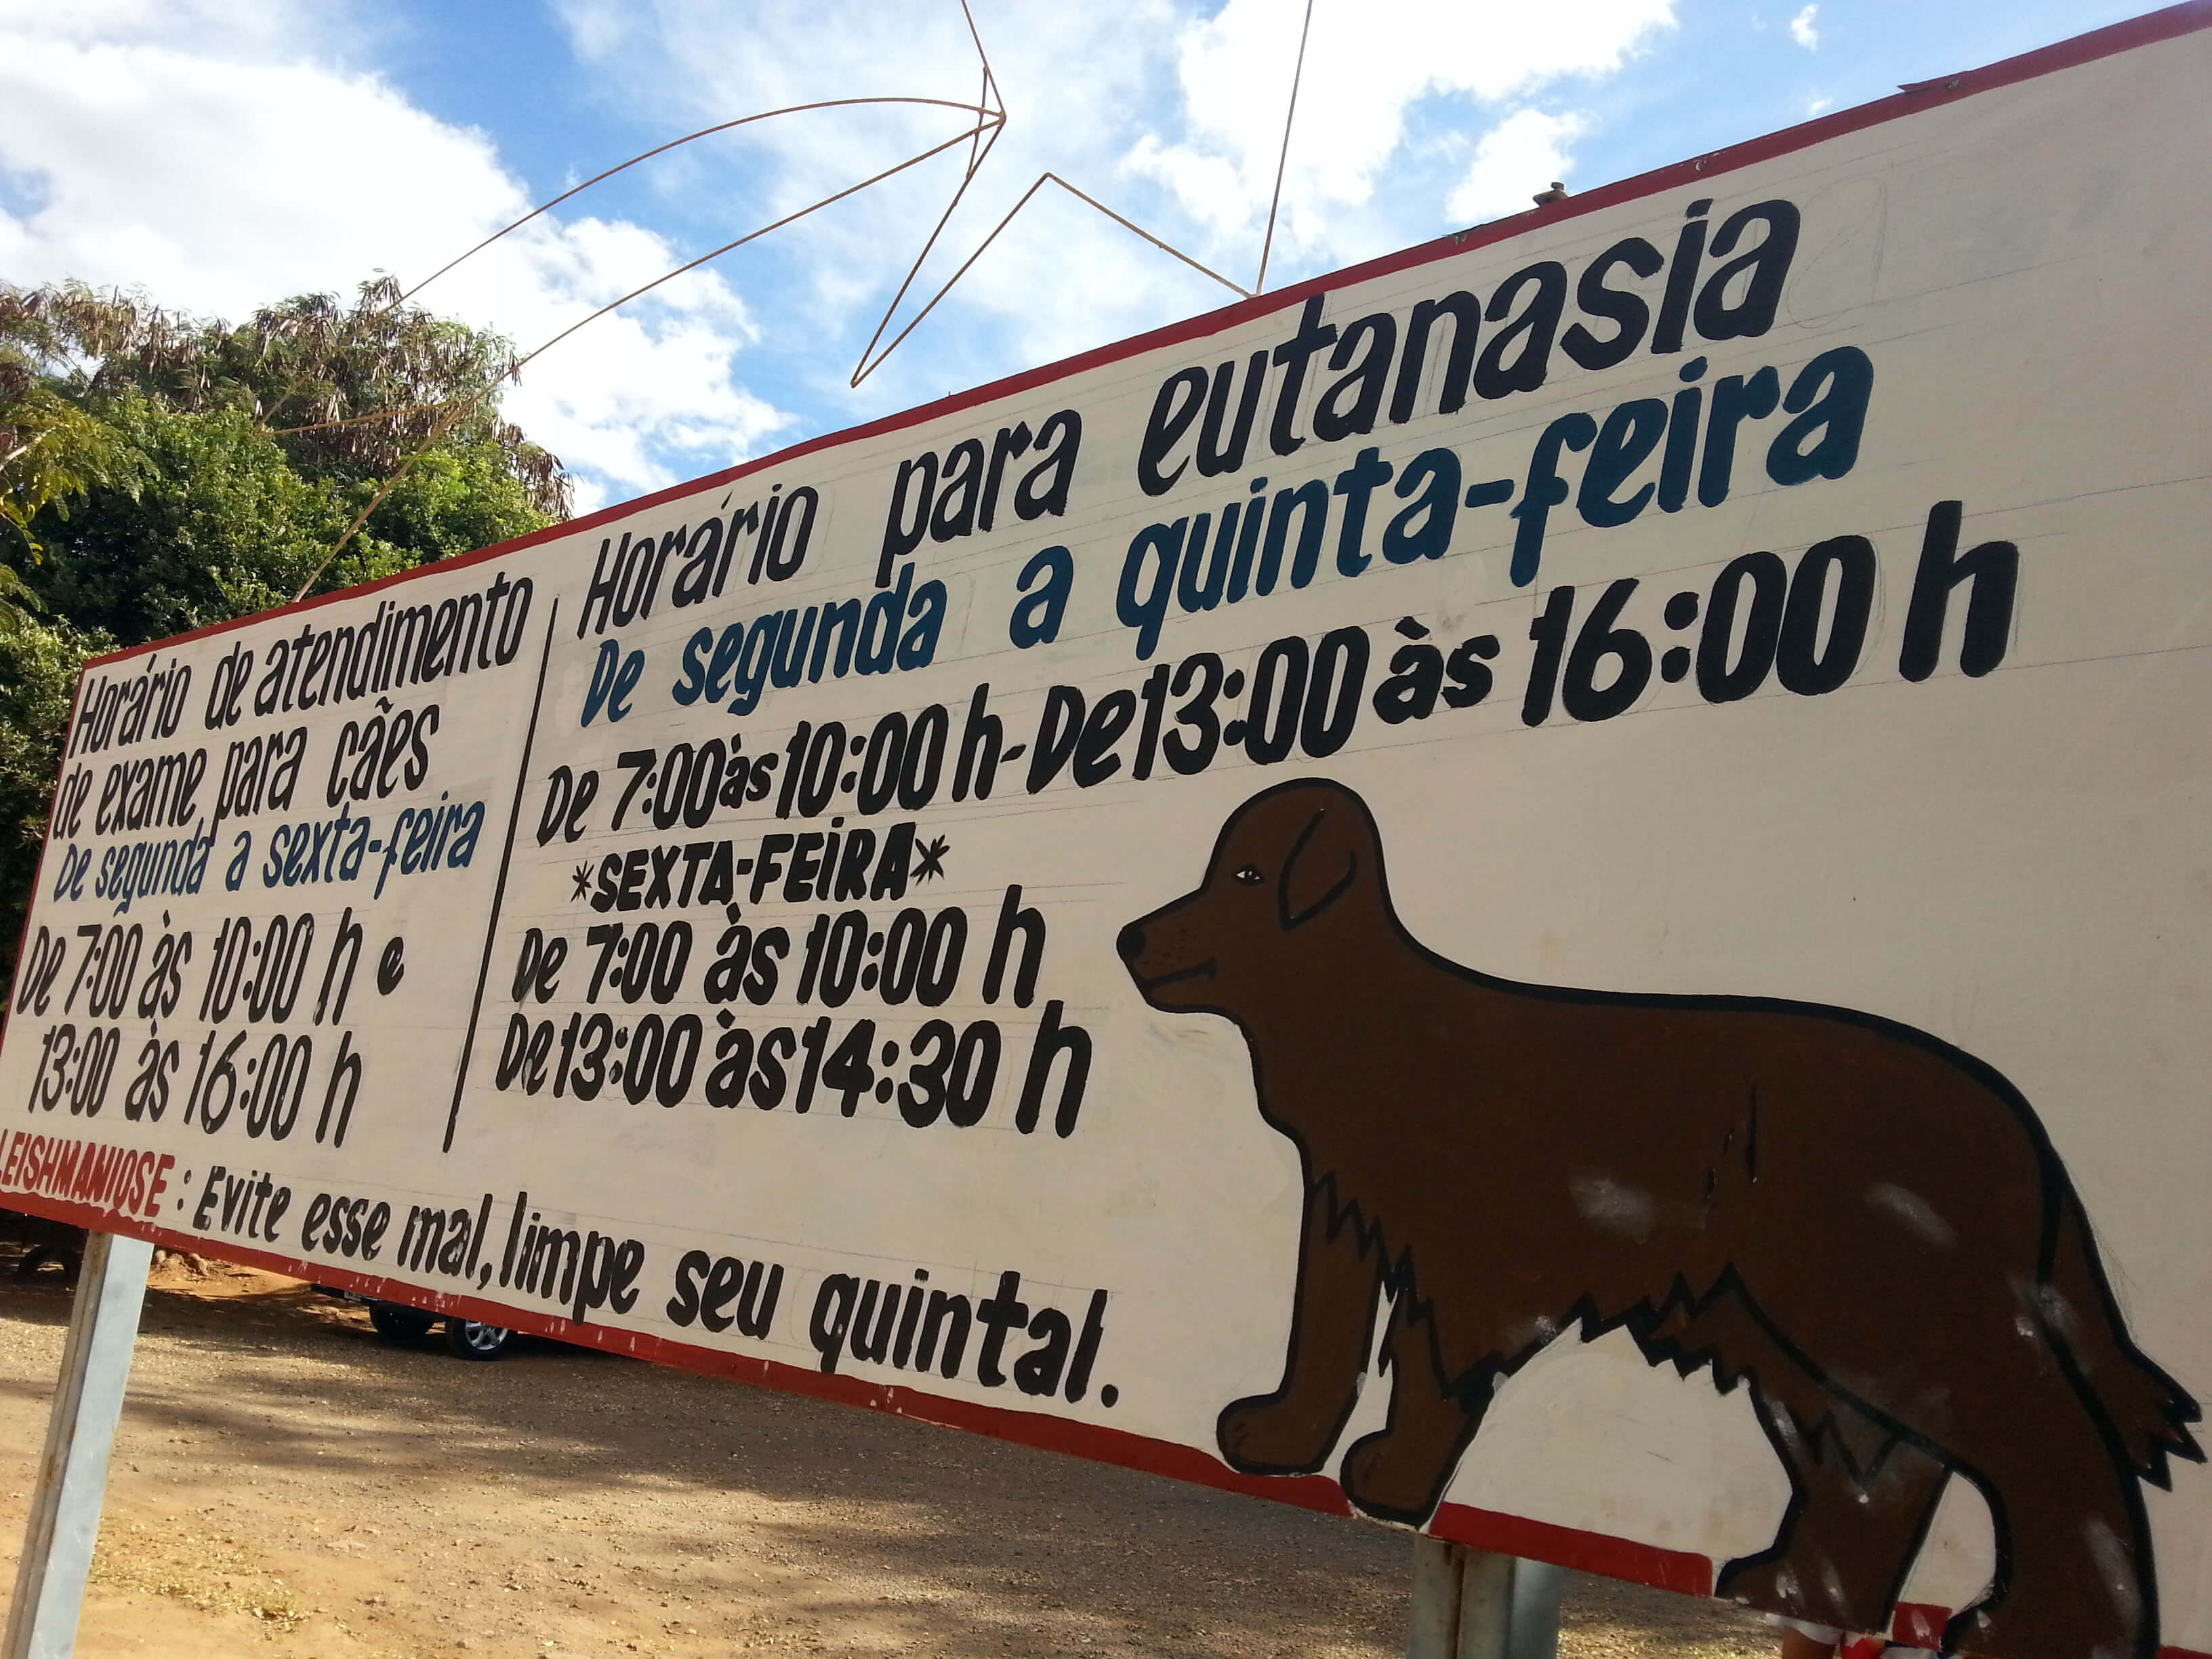 Horário de atendimento
de exame para cães
De segunda a sexta-feira
De 7:00 às 10:00 h e
13:00 às 16:00 h
Horário para eutanasia
De segunda a quinta-feira
De 7:00 às 10:00 h - De 13:00 às 16:00 h
*SEXTA-FEIRA*
De 7:00 às 10:00 h
De 13:00 às 14:30 h
LEISHMANIOSE : Evite esse mal, limpe seu quintal.